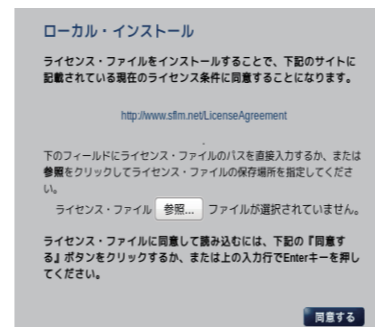 ローカル・インストール
ライセンス・ファイルをインストールすることで、下記のサイトに
記載されている現在のライセンス条件に同意することになります。
http://www.sflm.net/LicenseAgreement
.
下のフィールドにライセンス・ファイルのパスを直接入力するか、または
参照をクリックしてライセンス・ファイルの保存場所を指定してくださ
い。
ライセンス・ファイル 参照... ファイルが選択されていません。
ライセンス・ファイルに同意して読み込むには、下記の『同意す
る』ボタンをクリックするか、または上の入力行でEnterキーを押し
てください。
同意する